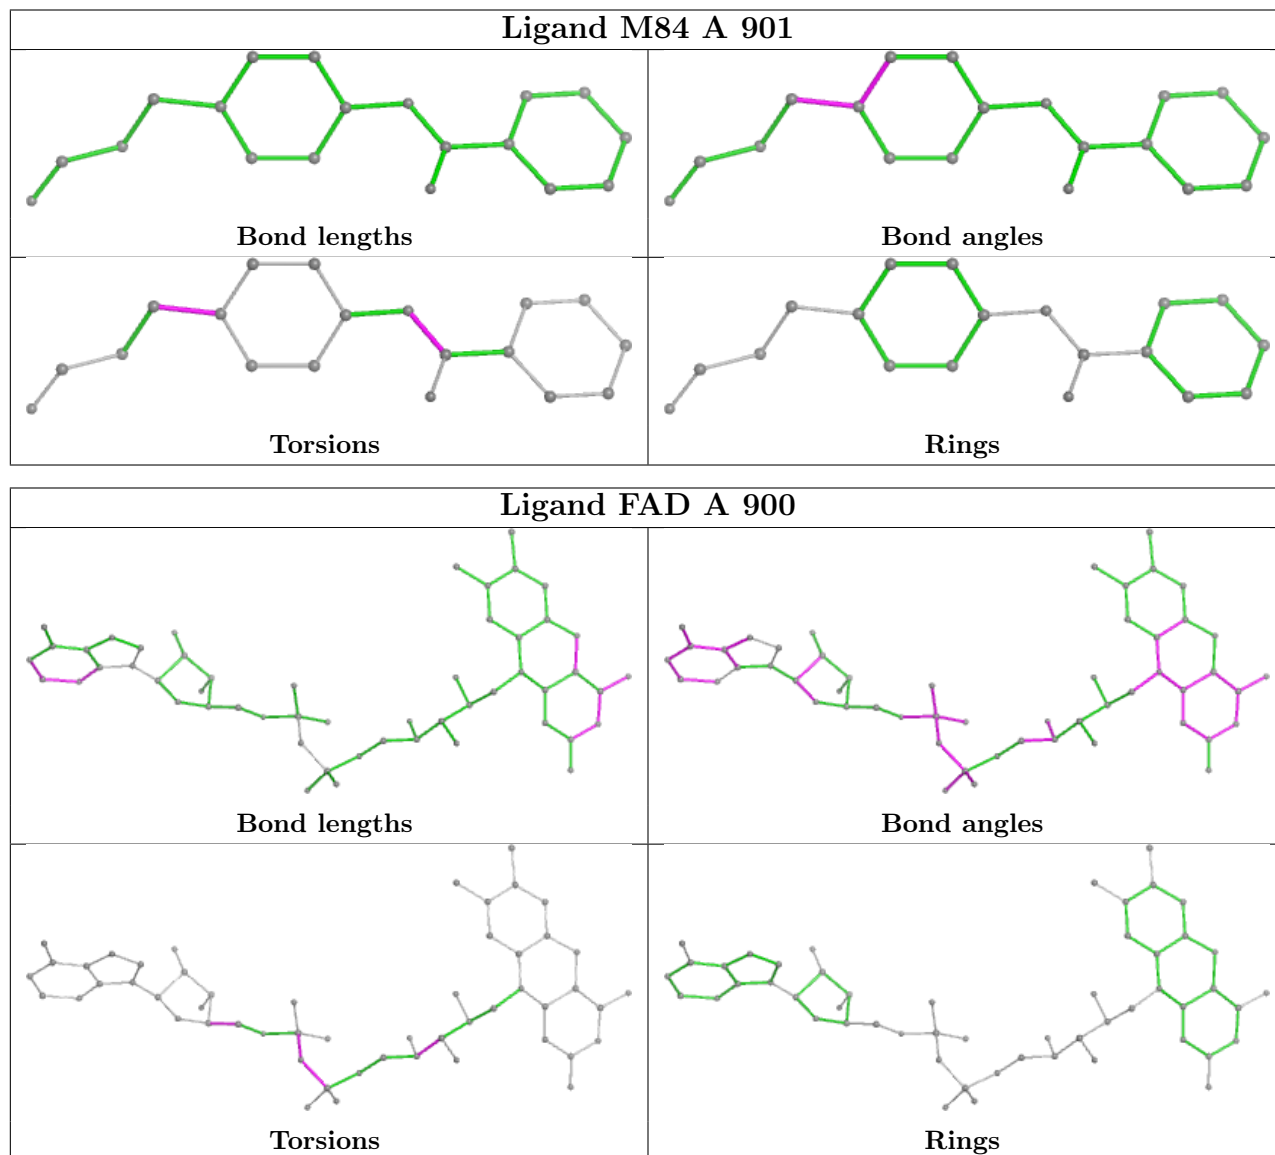 Ligand M84 A 901
Bond lengths
Bond angles
Torsions
Rings
Ligand FAD A 900
Bond lengths
Bond angles
Torsions
Rings